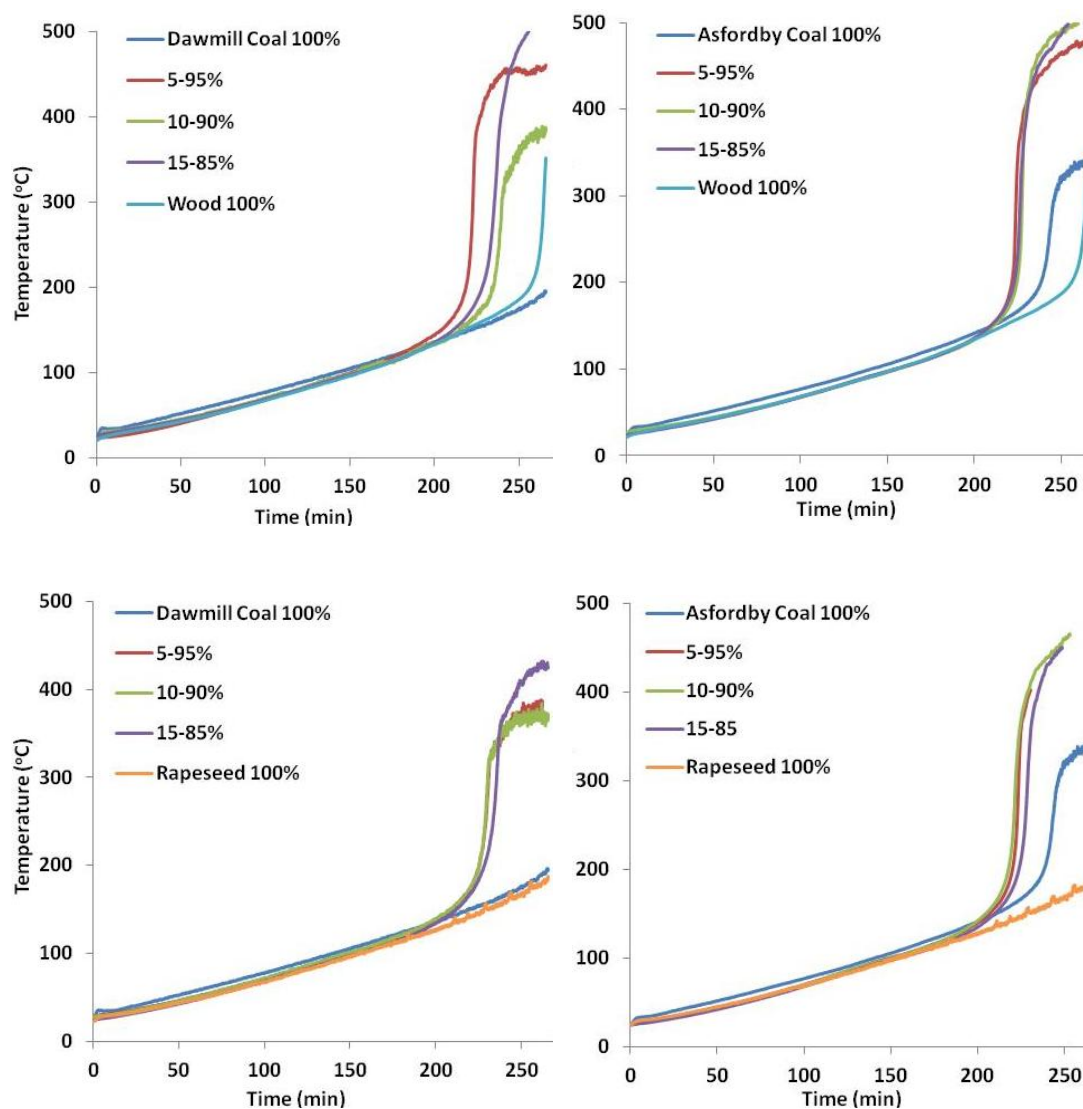 500
400
300
200
100
0
Temperature (°C)
Dawmill Coal 100%
5-95%
10-90%
15-85%
Wood 100%
0 50 100 150 200 250
Time (min)
500
400
300
200
100
0
Asfordby Coal 100%
5-95%
10-90%
15-85%
Wood 100%
0 50 100 150 200 250
Time (min)
500
400
300
200
100
0
Temperature (°C)
Dawmill Coal 100%
5-95%
10-90%
15-85%
Rapeseed 100%
0 50 100 150 200 250
Time (min)
500
400
300
200
100
0
Asfordby Coal 100%
5-95%
10-90%
15-85
Rapeseed 100%
0 50 100 150 200 250
Time (min)